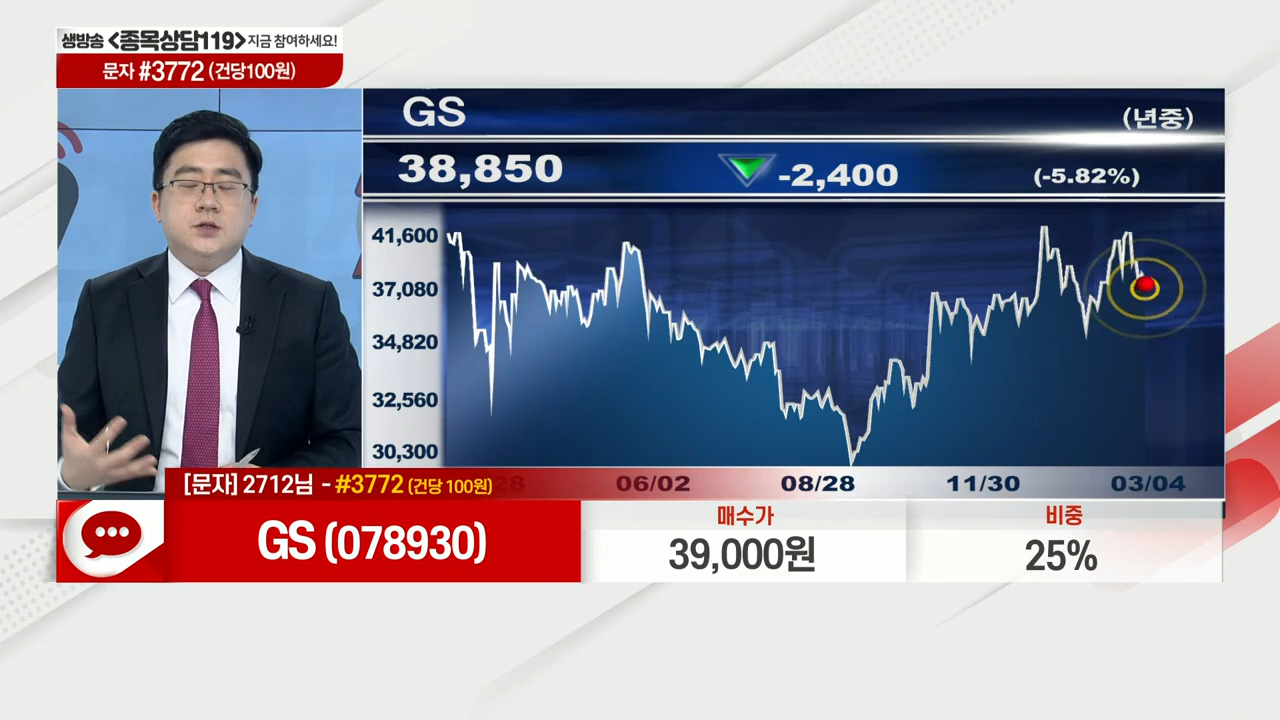 생방송 <종목상담119> 지금 참여하세요!
문자 #3772 (건당100원)
GS
(년중)
38,850 -2,400 (-5.82%)
41,600
37,080
34,820
32,560
30,300
28 06/02 08/28 11/30 03/04
[문자] 2712님 - #3772 (건당 100원)
GS (078930)
매수가
39,000원
비중
25%